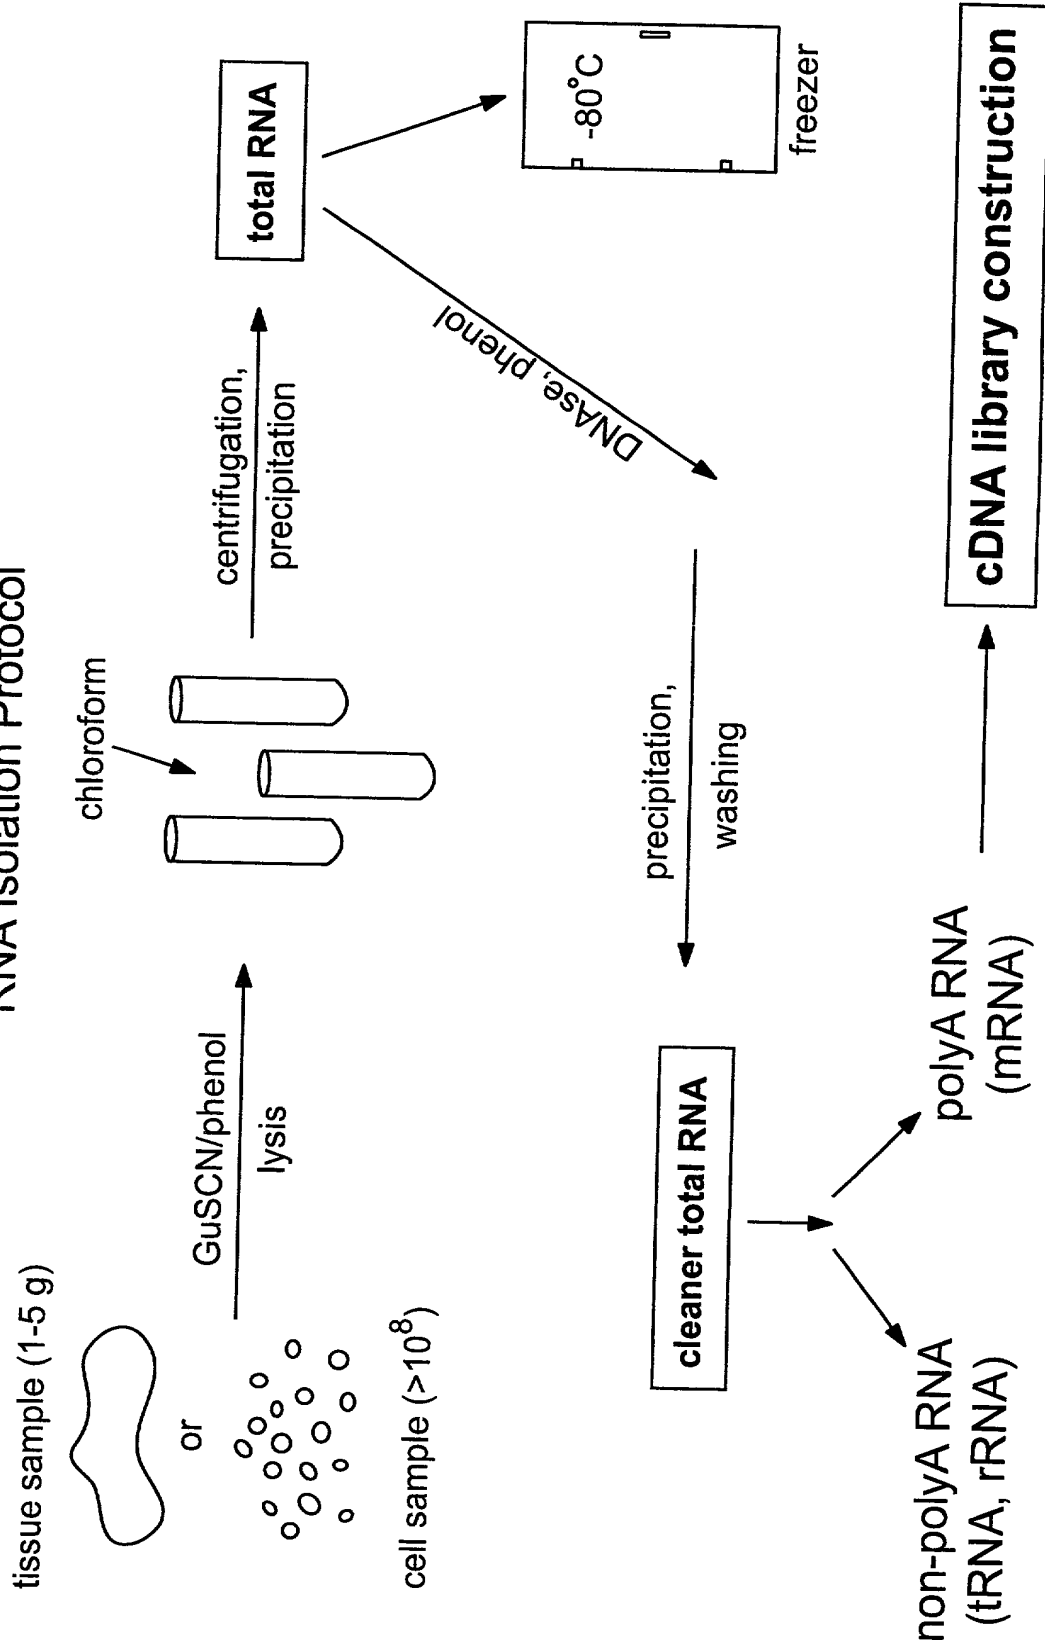 RNA Isolation Protocol
tissue sample (1-5 g)
or
cell sample (>10⁸)
GuSCN/phenol
lysis
chloroform
centrifugation,
precipitation
total RNA
-80°C
freezer
DNAse, phenol
precipitation,
washing
cleaner total RNA
non-polyA RNA
(tRNA, rRNA)
polyA RNA
(mRNA)
cDNA library construction